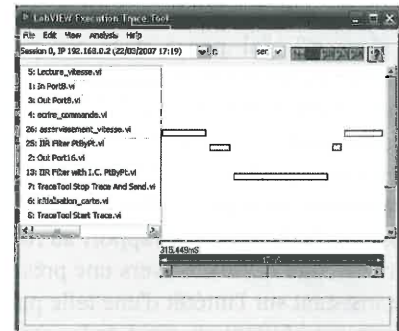 LabVIEW Execution Trace Tool
File Edit View Analysis Help
Session 0, IP 192.168.0.2 (22/03/2007 17:19)
5: Lecture_vitesse.vi
1: In Port8.vi
3: Out Port8.vi
4: ecrire_commande.vi
26: asservissement_vitesse.vi
25: IIR Filter PtByPt.vi
2: Out Port16.vi
13: IIR Filter with I.C. PtByPt.vi
7: TraceTool Stop Trace And Send.vi
6: initialisation_carte.vi
8: TraceTool Start Trace.vi
315.449mS